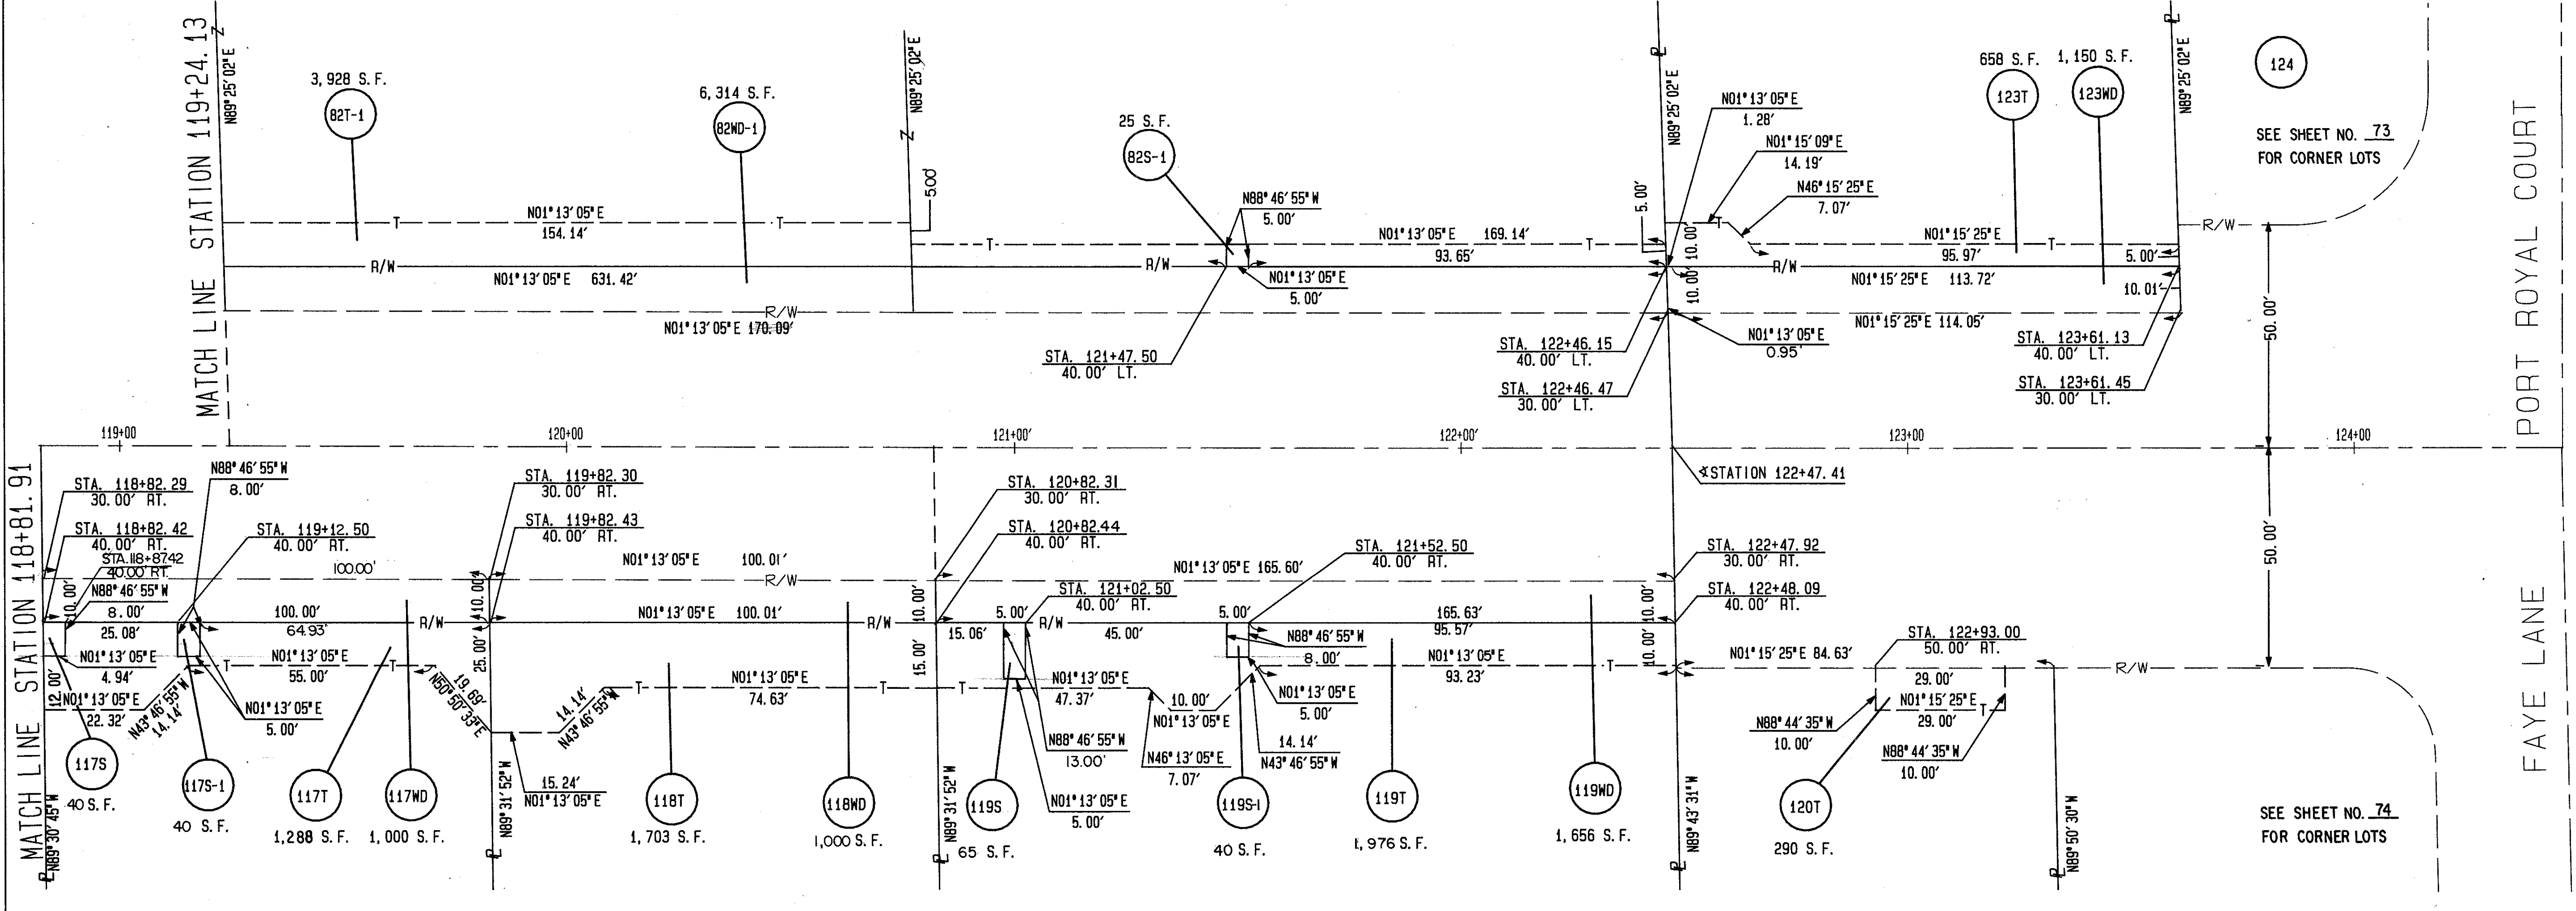 MATCH LINE STATION 119+24.13
N89°25'02"E
3,928 S.F.
82T-1
6,314 S.F.
82WD-1
N89°25'02"E
5.00'
25 S.F.
82S-1
N88°46'55"W
5.00'
N01°13'05"E
154.14'
T
T
R/W
N01°13'05"E 631.42'
R/W
N01°13'05"E 170.09'
T
R/W
N01°13'05"E
5.00'
N01°13'05"E 169.14'
T
93.65'
5.00'
PL
N89°25'02"E
N01°13'05"E
1.28'
N01°15'09"E
14.19'
N46°15'25"E
7.07'
T
10.00'
10.00'
658 S.F.
123T
1,150 S.F.
123WD
PL
N89°25'02"E
N01°15'25"E
T
95.97'
5.00'
R/W
N01°15'25"E 113.72'
10.01'
N01°15'25"E 114.05'
N01°13'05"E
0.95'
STA. 121+47.50
40.00' LT.
STA. 122+46.15
40.00' LT.
STA. 122+46.47
30.00' LT.
STA. 123+61.13
40.00' LT.
STA. 123+61.45
30.00' LT.
124
SEE SHEET NO. 73
FOR CORNER LOTS
R/W
50.00'
PORT ROYAL COURT
119+00
120+00
121+00'
122+00'
123+00
124+00
STATION 122+47.41
MATCH LINE STATION 118+81.91
STA. 118+82.29
30.00' RT.
STA. 118+82.42
40.00' RT.
STA.118+87.42
40.00' RT.
N88°46'55"W
8.00'
10.00'
N88°46'55"W
8.00'
25.08'
STA. 119+12.50
40.00' RT.
100.00'
100.00'
64.93'
R/W
N01°13'05"E
4.94'
12.00'
N01°13'05"E
22.32'
N43°46'55"W
14.14'
T
N01°13'05"E
T
55.00'
N01°13'05"E
5.00'
19.69'
N50°50'33"E
10.00'
25.00'
STA. 119+82.30
30.00' RT.
STA. 119+82.43
40.00' RT.
N01°13'05"E 100.01'
R/W
N01°13'05"E 100.01'
R/W
14.14'
N43°46'55"W
T
N01°13'05"E
T
74.63'
15.24'
N01°13'05"E
10.00'
15.00'
STA. 120+82.31
30.00' RT.
STA. 120+82.44
40.00' RT.
STA. 121+02.50
40.00' RT.
5.00'
R/W
15.06'
45.00'
T
N01°13'05"E
47.37'
N88°46'55"W
13.00'
N01°13'05"E
5.00'
N46°13'05"E
7.07'
10.00'
N01°13'05"E
14.14'
N43°46'55"W
N01°13'05"E 165.60'
STA. 121+52.50
40.00' RT.
5.00'
165.63'
95.57'
N88°46'55"W
8.00'
N01°13'05"E
5.00'
N01°13'05"E
T
93.23'
10.00'
10.00'
STA. 122+47.92
30.00' RT.
STA. 122+48.09
40.00' RT.
N01°15'25"E 84.63'
STA. 122+93.00
50.00' RT.
29.00'
N01°15'25"E
T
29.00'
N88°44'35"W
10.00'
N88°44'35"W
10.00'
R/W
50.00'
FAYE LANE
117S
40 S.F.
N89°30'45"W
PL
117S-1
40 S.F.
117T
1,288 S.F.
117WD
1,000 S.F.
N89°31'52"W
PL
118T
1,703 S.F.
118WD
1,000 S.F.
N89°31'52"W
PL
119S
65 S.F.
119S-1
40 S.F.
119T
1,976 S.F.
119WD
1,656 S.F.
N89°43'31"W
PL
120T
290 S.F.
N89°50'30"W
PL
SEE SHEET NO. 74
FOR CORNER LOTS